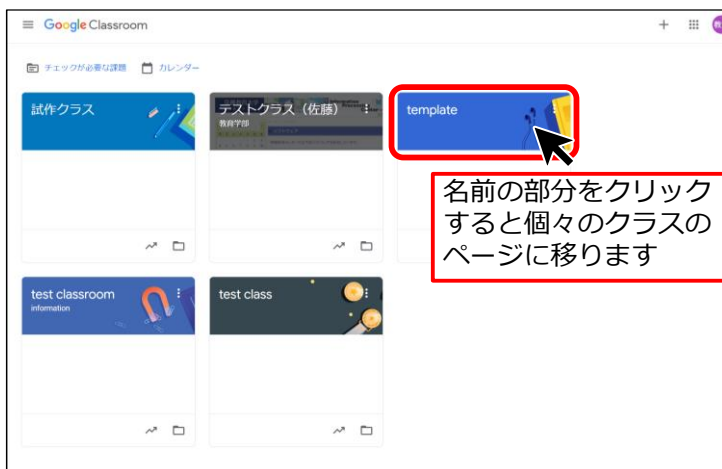 Google Classroom
チェックが必要な課題 カレンダー
試作クラス
テストクラス（佐藤）
教育学部
template
名前の部分をクリック
すると個々のクラスの
ページに移ります
test classroom
information
test class